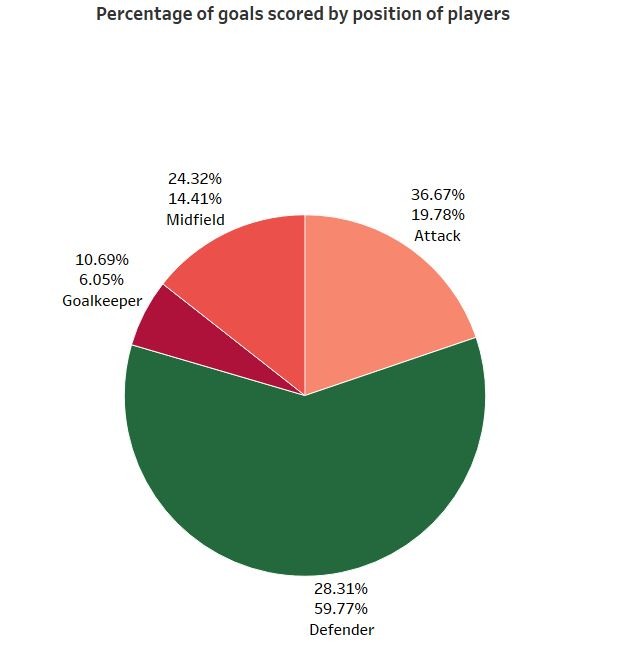 Percentage of goals scored by position of players
24.32%
14.41%
Midfield
36.67%
19.78%
Attack
10.69%
6.05%
Goalkeeper
28.31%
59.77%
Defender